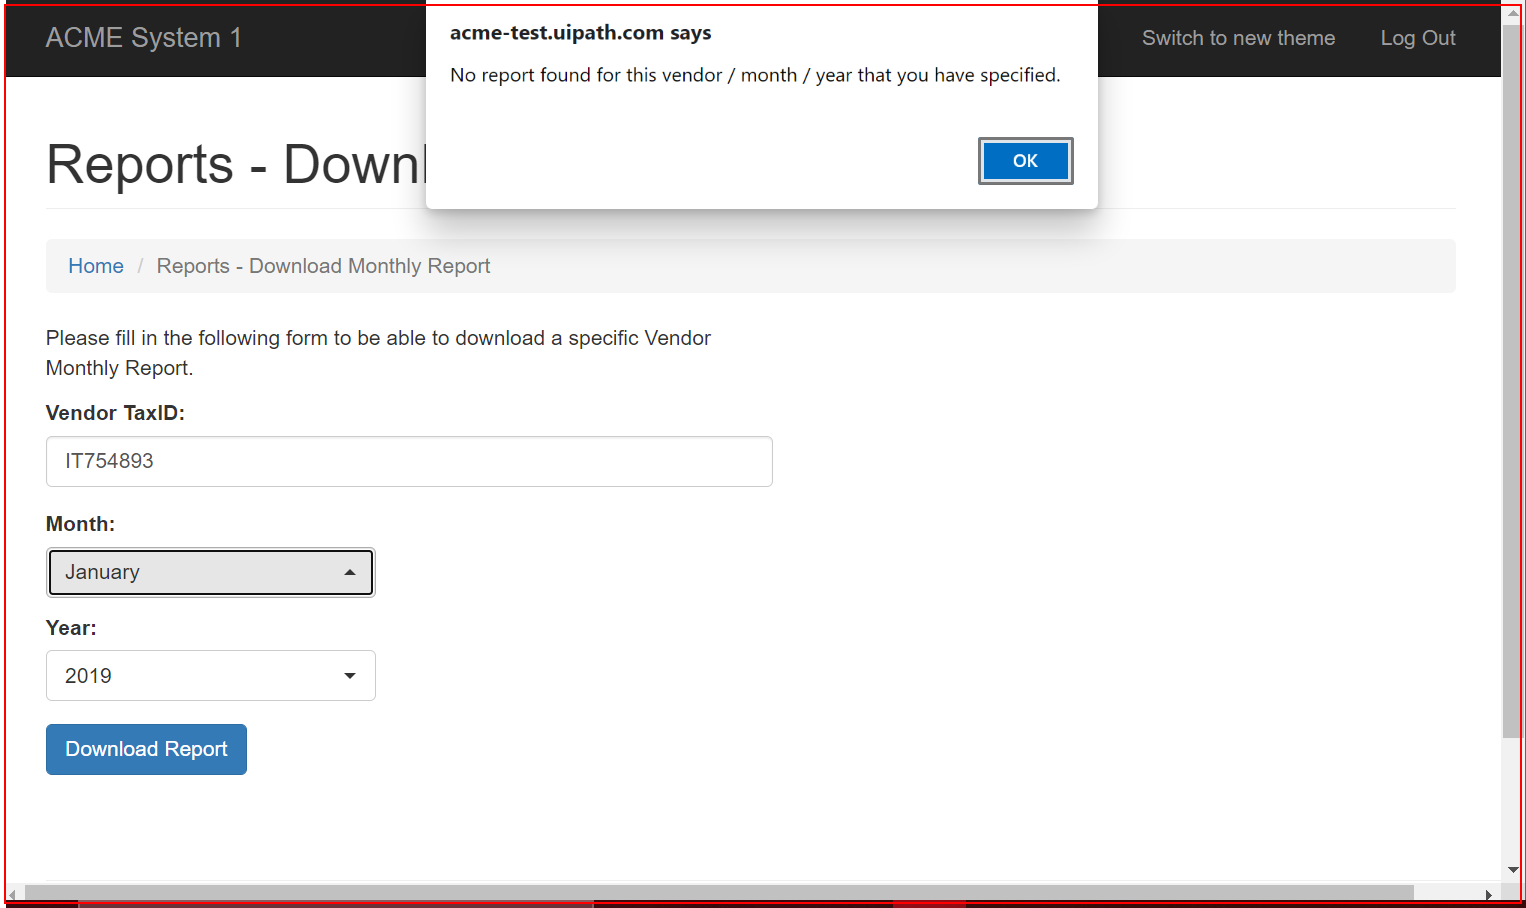 ACME System 1
acme-test.uipath.com says
No report found for this vendor / month / year that you have specified.
OK
Switch to new theme
Log Out
Reports -
Home / Reports - Download Monthly Report
Please fill in the following form to be able to download a specific Vendor
Monthly Report.
Vendor TaxID:
IT754893
Month:
January
Year:
2019
Download Report